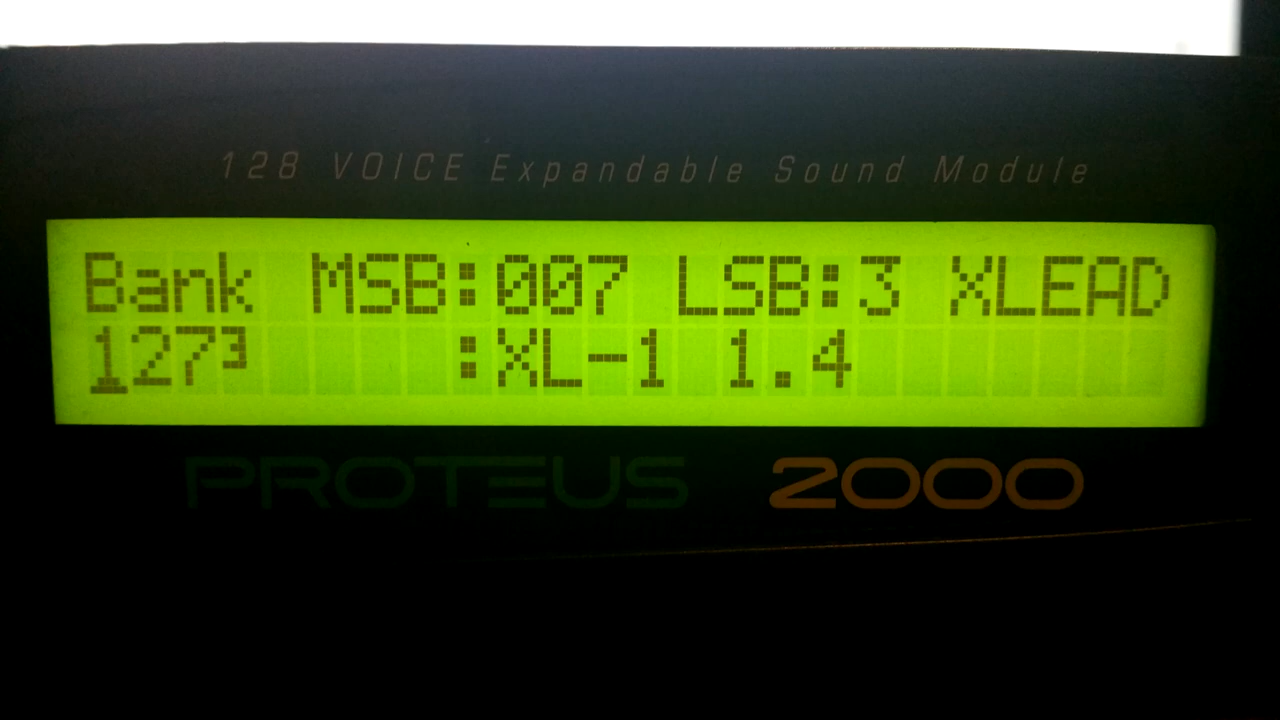 128 VOICE Expandable Sound Module
Bank MSB:007 LSB:3 XLEAD
127³ :XL-1 1.4
PROTEUS 2000